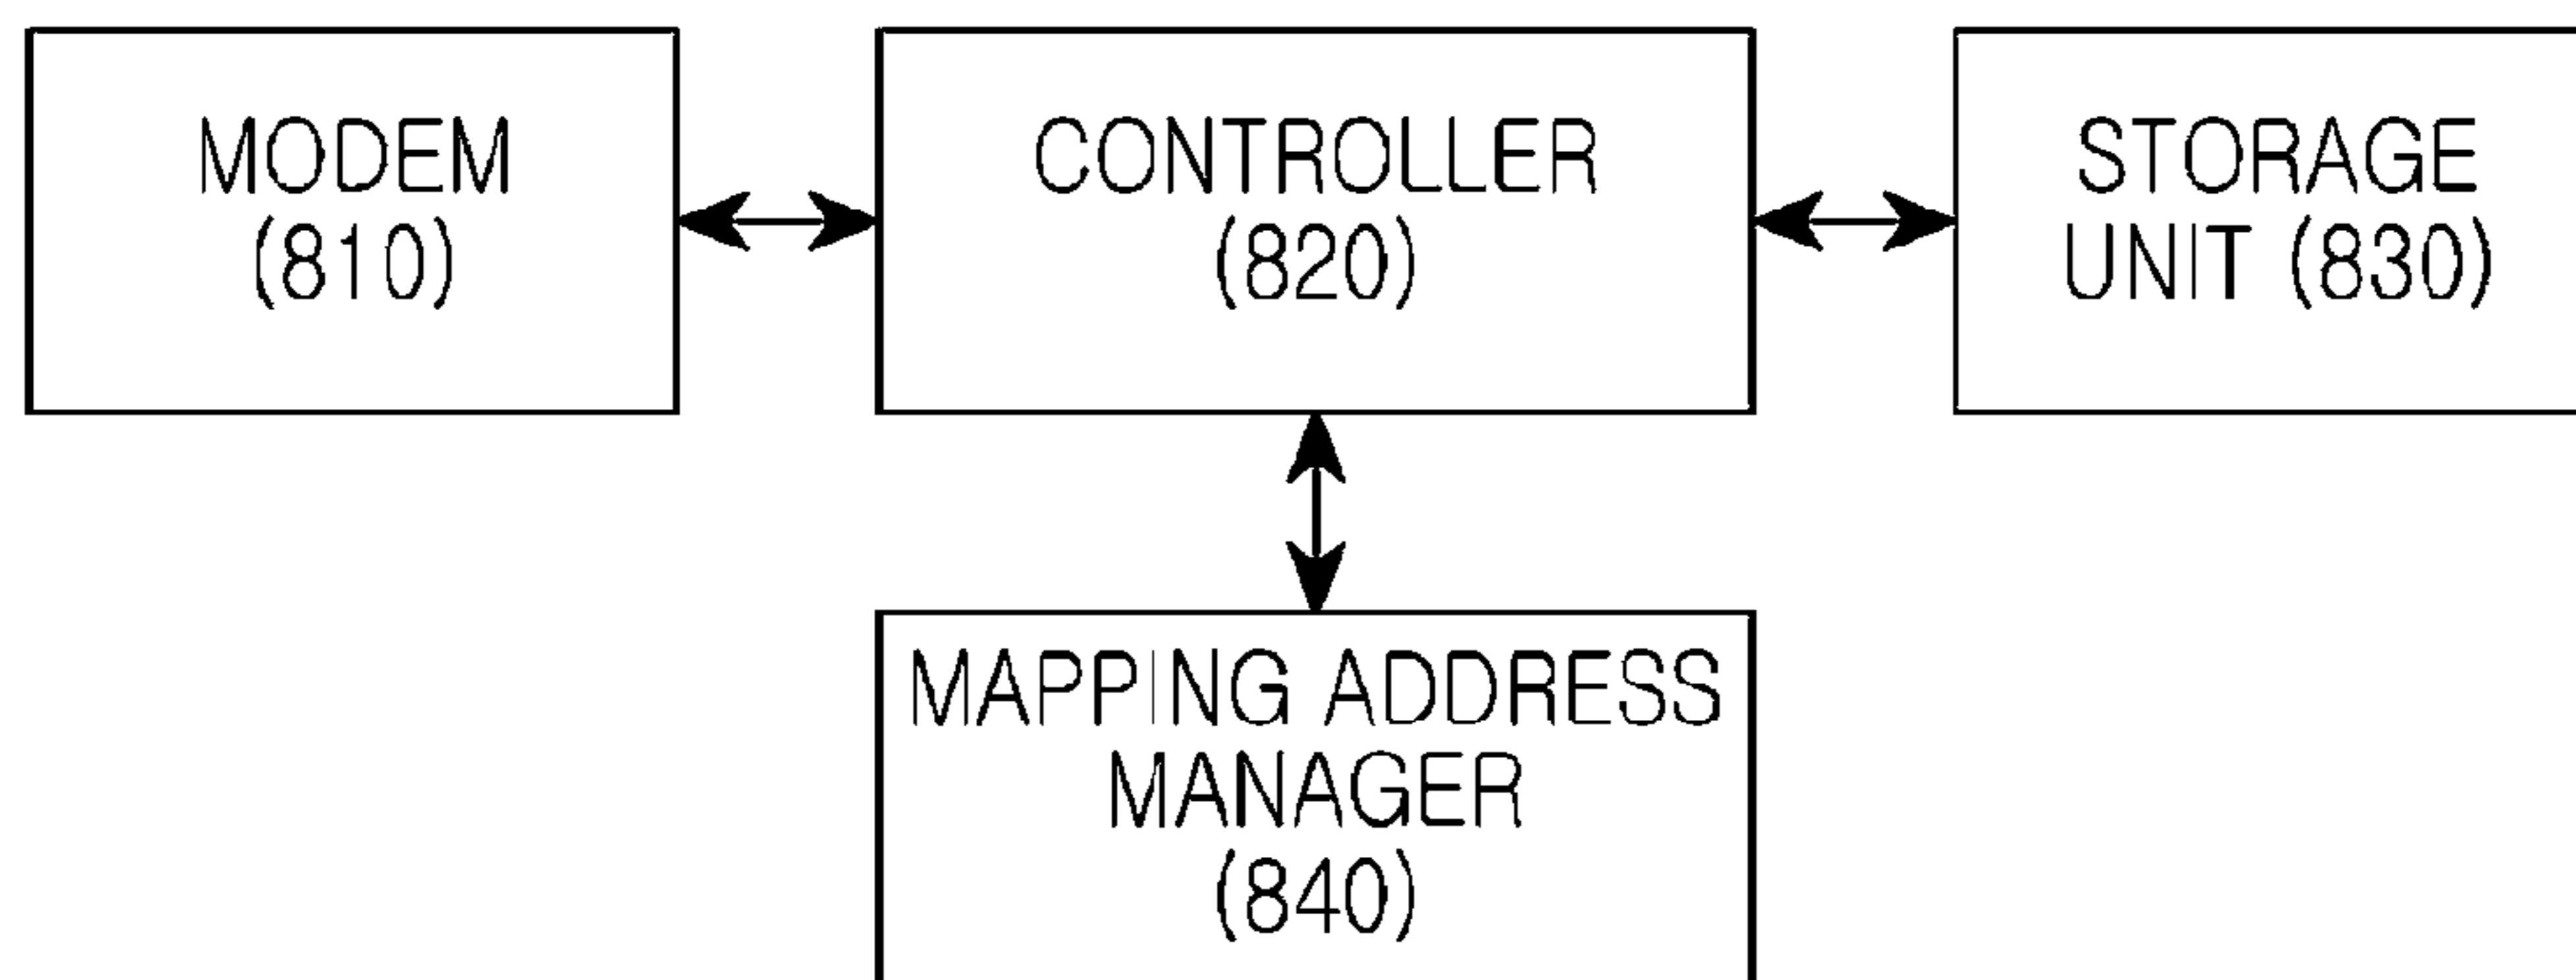 MODEM
(810)
CONTROLLER
(820)
STORAGE
UNIT (830)
MAPPING ADDRESS
MANAGER
(840)